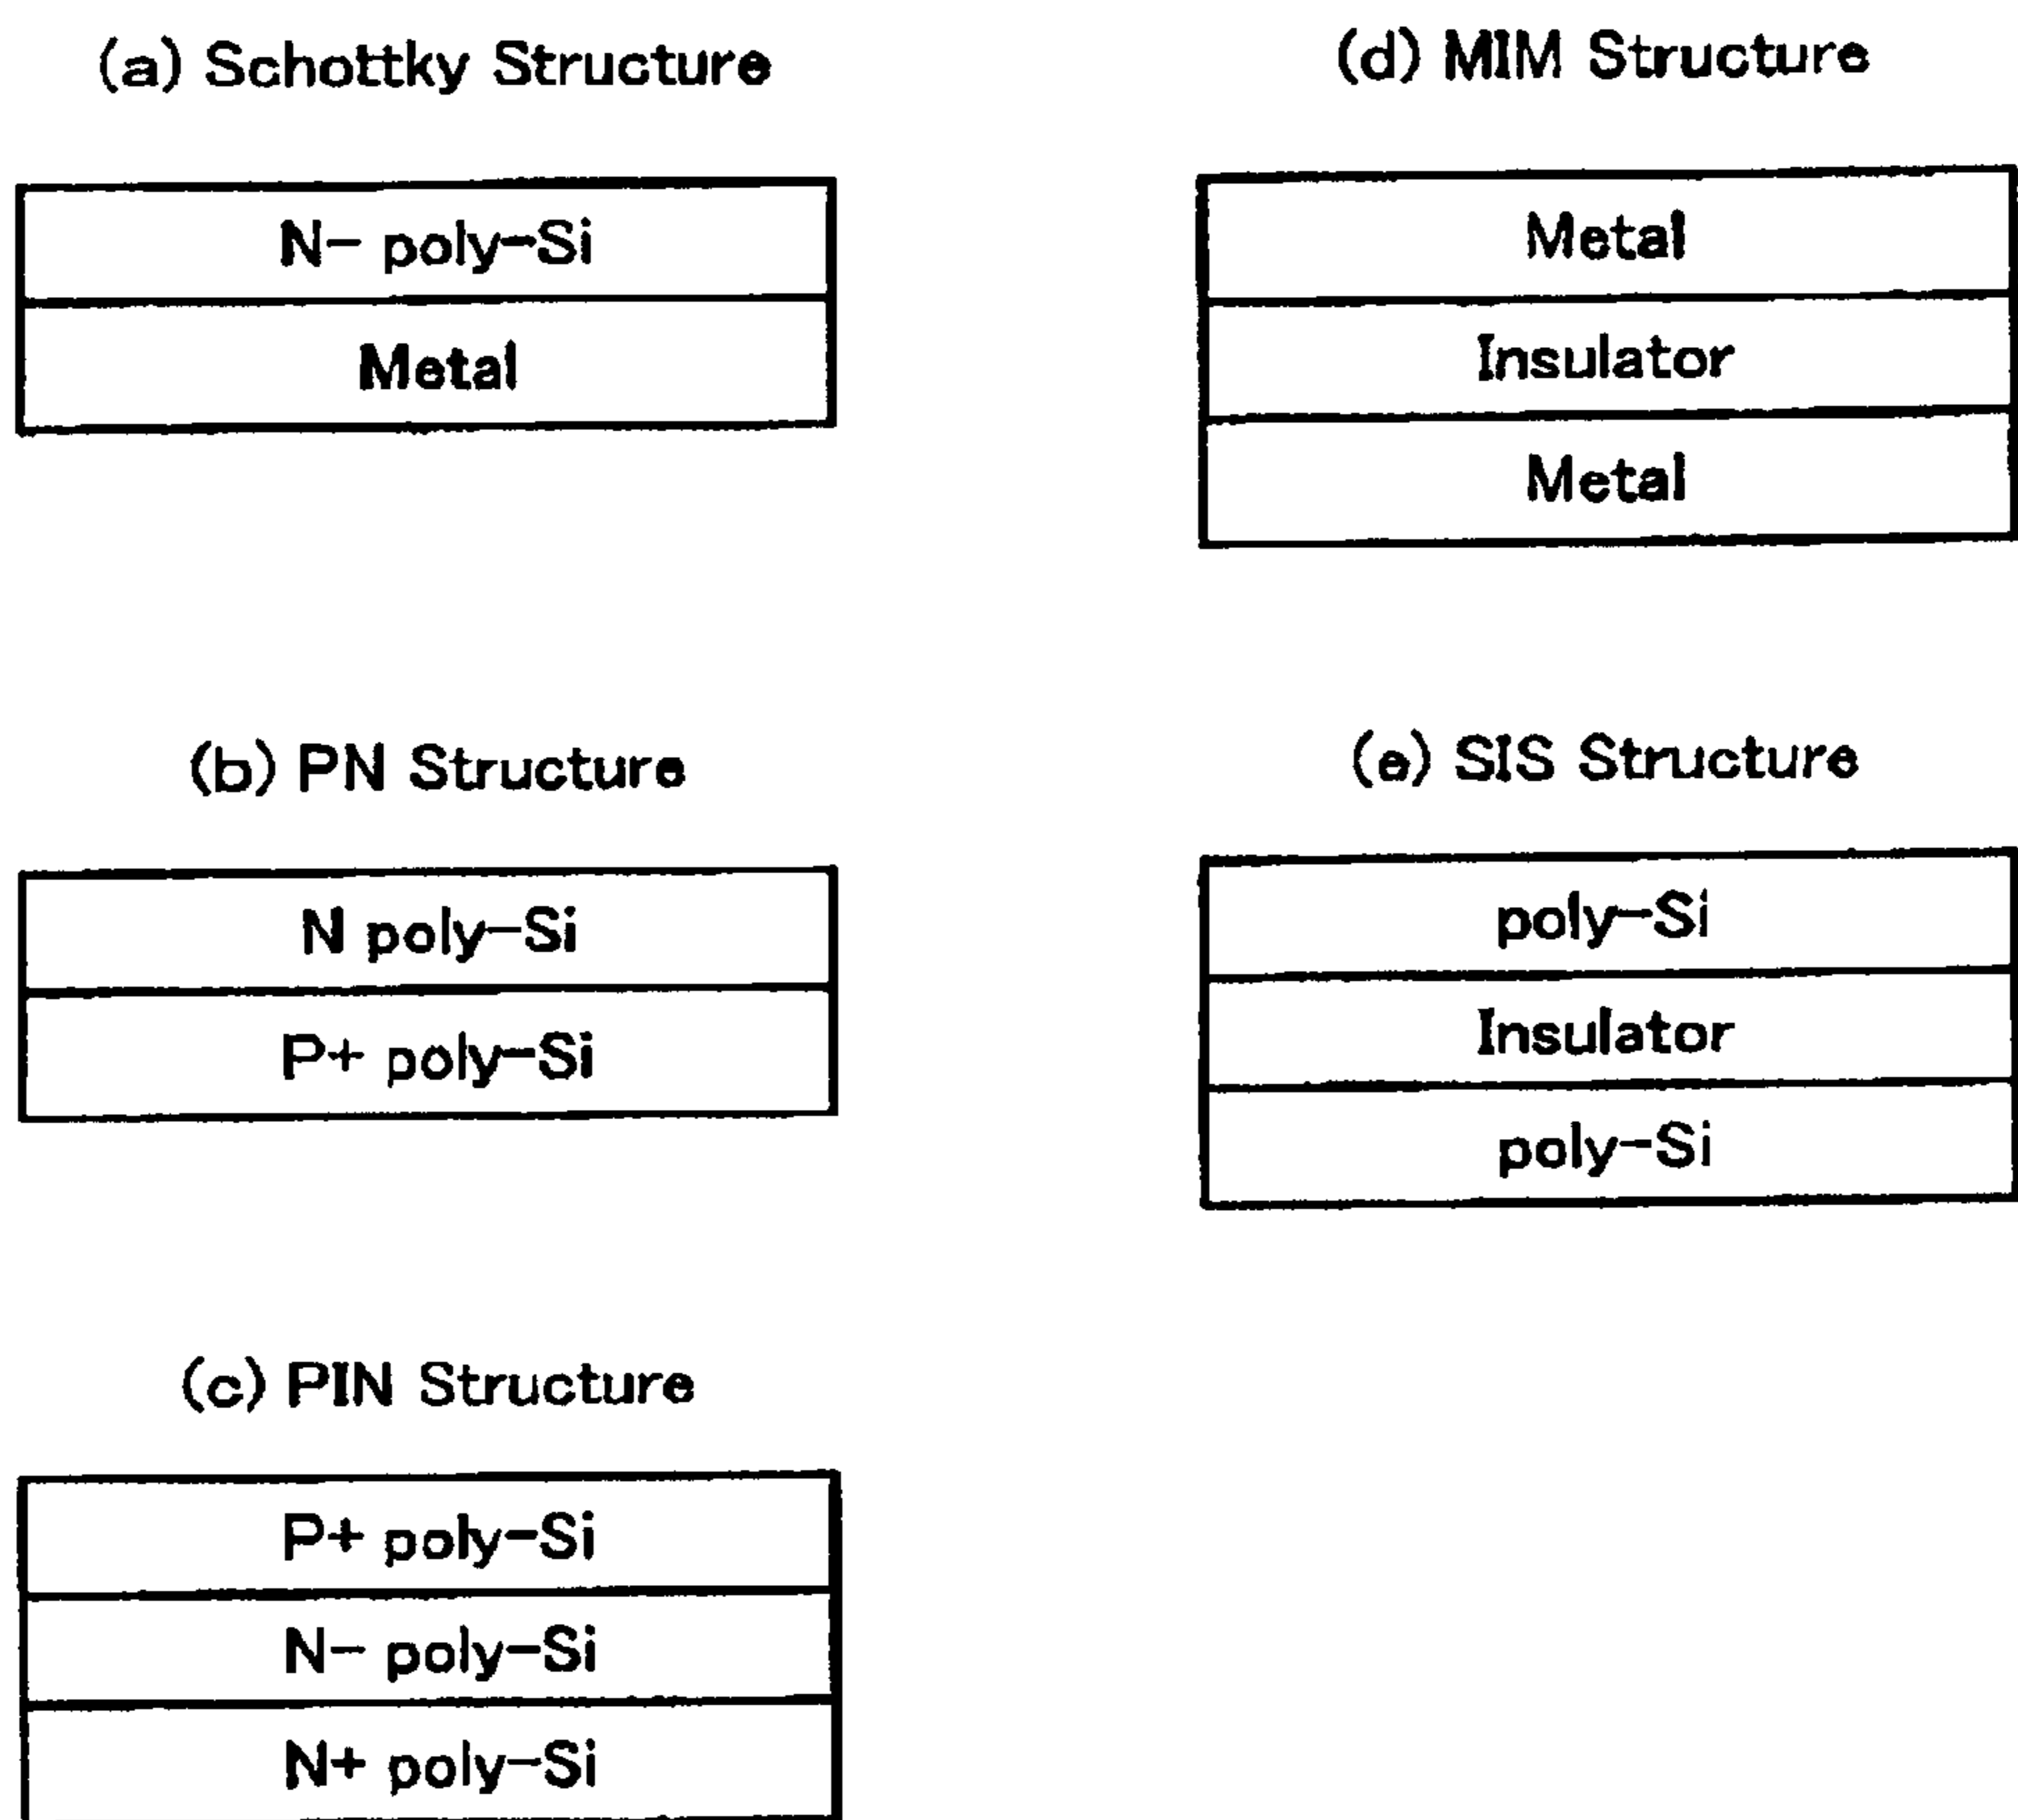 (a) Schottky Structure
N- poly-Si
Metal
(b) PN Structure
N poly-Si
P+ poly-Si
(c) PIN Structure
P+ poly-Si
N- poly-Si
N+ poly-Si
(d) MIM Structure
Metal
Insulator
Metal
(e) SIS Structure
poly-Si
Insulator
poly-Si